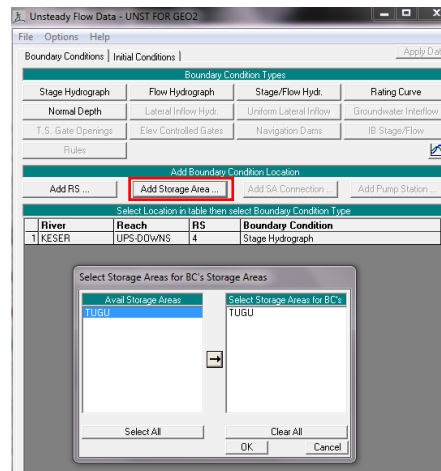 Unsteady Flow Data - UNST FOR GEO2
File Options Help
Boundary Conditions Initial Conditions Apply Dat
Boundary Condition Types
Stage Hydrograph Flow Hydrograph Stage/Flow Hydr. Rating Curve
Normal Depth Lateral Inflow Hydr. Uniform Lateral Inflow Groundwater Interflow
T.S. Gate Openings Elev Controlled Gates Navigation Dams IB Stage/Flow
Rules
Add Boundary Condition Location
Add RS ... Add Storage Area ... Add SA Connection ... Add Pump Station ...
Select Location in table then select Boundary Condition Type
River Reach RS Boundary Condition
1 KESER UPS-DOWNS 4 Stage Hydrograph
Select Storage Areas for BC's Storage Areas
Avail Storage Areas Select Storage Areas for BC's
TUGU TUGU
Select All Clear All
OK Cancel